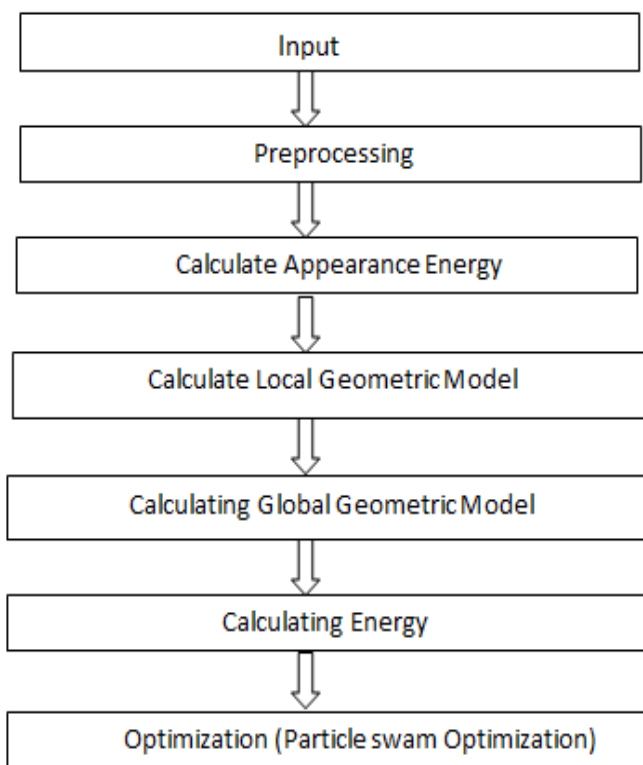 Input
Preprocessing
Calculate Appearance Energy
Calculate Local Geometric Model
Calculating Global Geometric Model
Calculating Energy
Optimization (Particle swam Optimization)